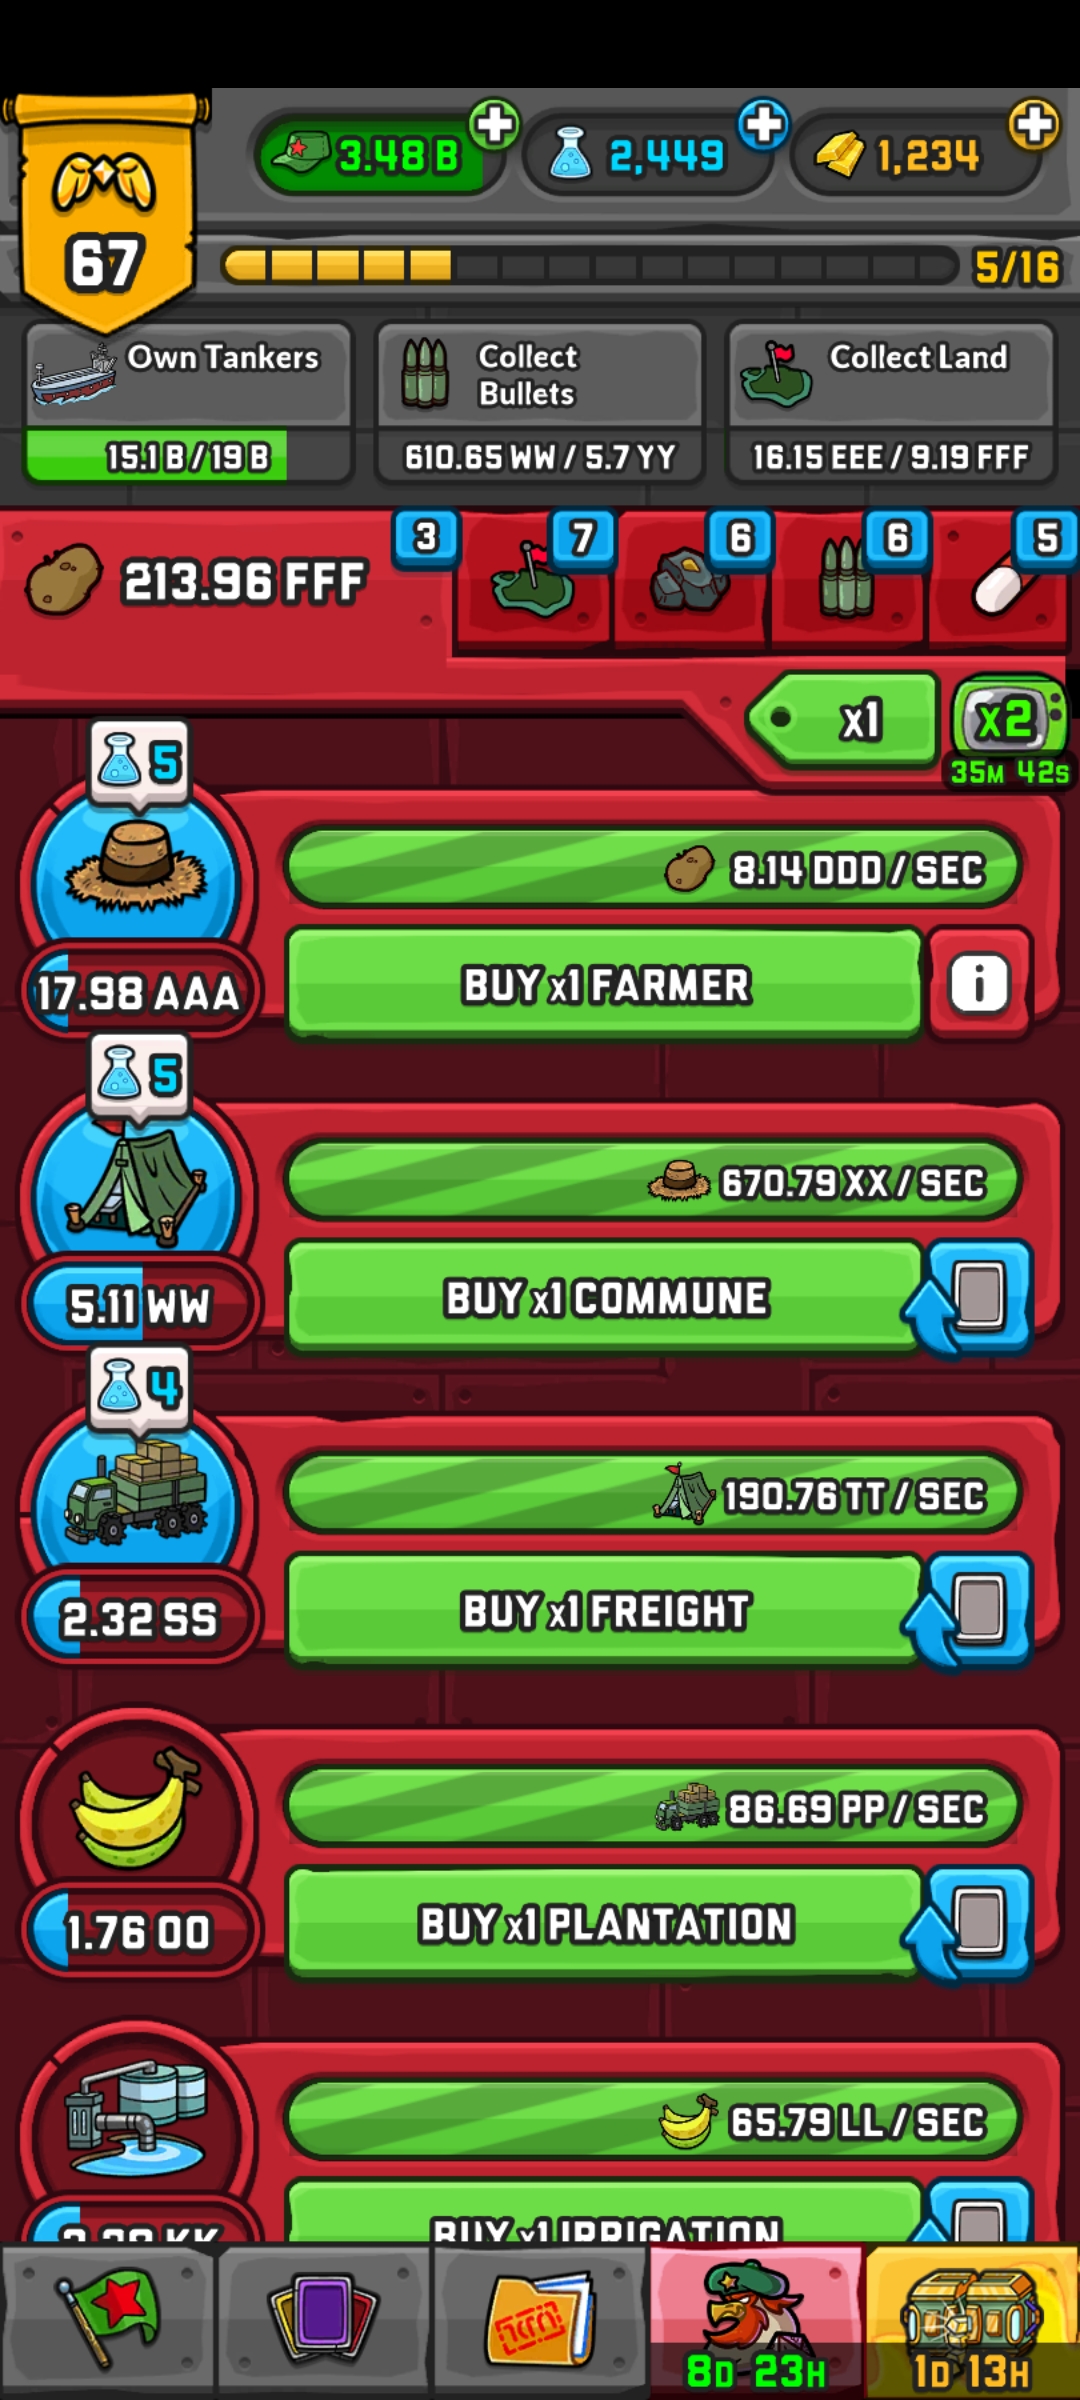 3.48 B
2,449
1,234
67
5/16
Own Tankers
15.1 B / 19 B
Collect
Bullets
610.65 WW / 5.7 YY
Collect Land
16.15 EEE / 9.19 FFF
213.96 FFF
3
7
6
6
5
x1
x2
35M 42S
5
8.14 DDD / SEC
17.98 AAA
BUY x1 FARMER
i
5
670.79 XX / SEC
5.11 WW
BUY x1 COMMUNE
4
190.76 TT / SEC
2.32 SS
BUY x1 FREIGHT
86.69 PP / SEC
1.76 OO
BUY x1 PLANTATION
65.79 LL / SEC
BUY x1 IRRIGATION
8D 23H
1D 13H